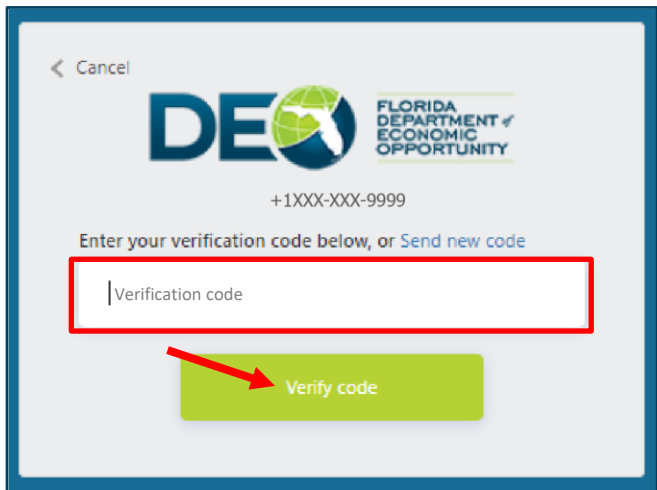 Cancel
DEO
FLORIDA
DEPARTMENT of
ECONOMIC
OPPORTUNITY
+1XXX-XXX-9999
Enter your verification code below, or Send new code
Verification code
Verify code